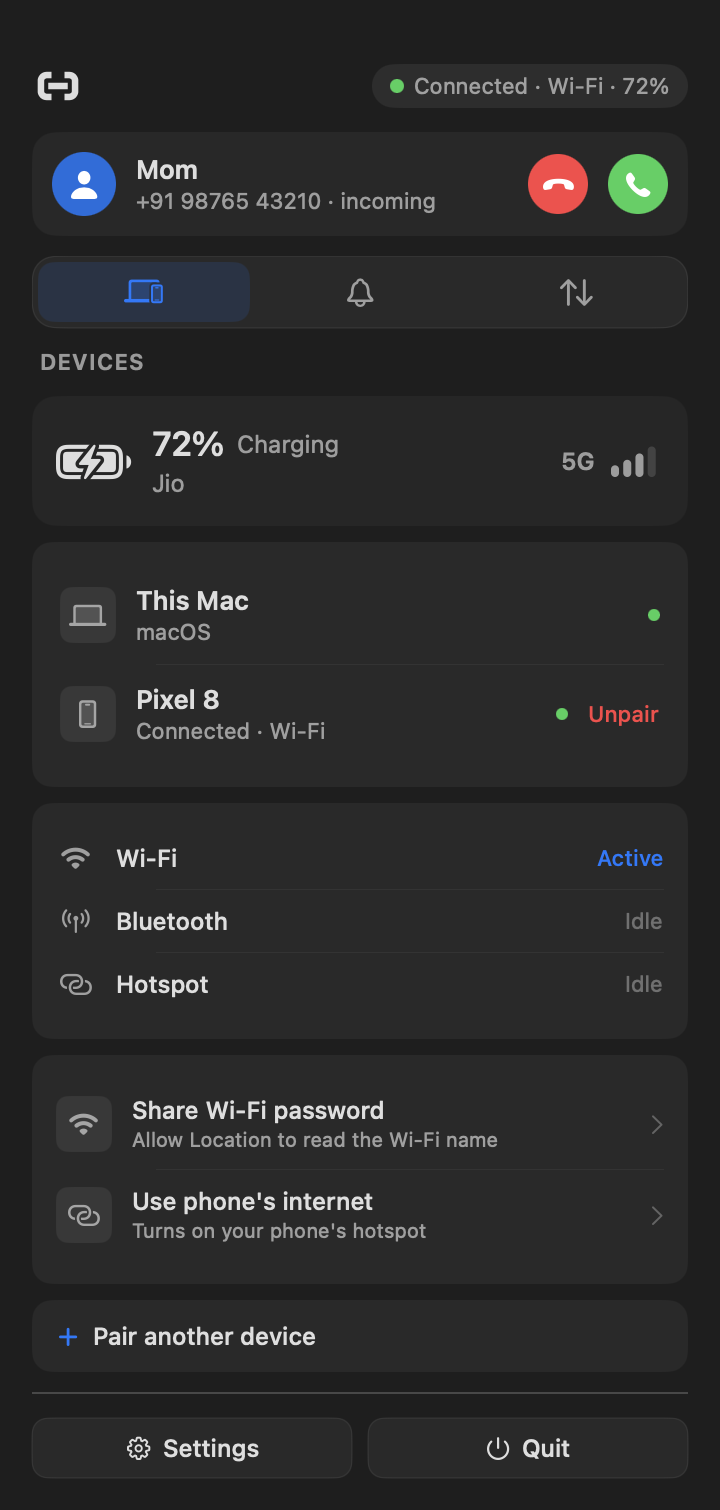 Connected · Wi-Fi · 72%
Mom
+91 98765 43210 · incoming
DEVICES
72% Charging
Jio
5G
This Mac
macOS
Pixel 8
Connected · Wi-Fi
Unpair
Wi-Fi
Active
Bluetooth
Idle
Hotspot
Idle
Share Wi-Fi password
Allow Location to read the Wi-Fi name
Use phone's internet
Turns on your phone's hotspot
+ Pair another device
Settings
Quit